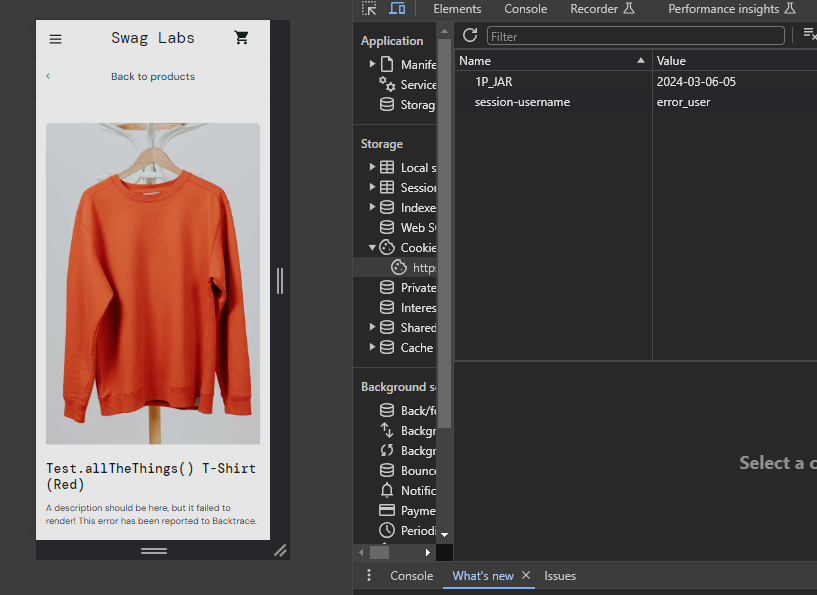 Swag Labs
Back to products
Test.allTheThings() T-Shirt
(Red)
A description should be here, but it failed to
render! This error has been reported to Backtrace.
Elements Console Recorder Performance insights
Application
Manife
Service
Storag
Storage
Local s
Session
Indexe
Web S
Cookie
http
Private
Interes
Shared
Cache
Background s
Back/f
Backgr
Backgr
Bounce
Notific
Payme
Periodi
Filter
Name Value
1P_JAR 2024-03-06-05
session-username error_user
Select a c
Console What's new Issues